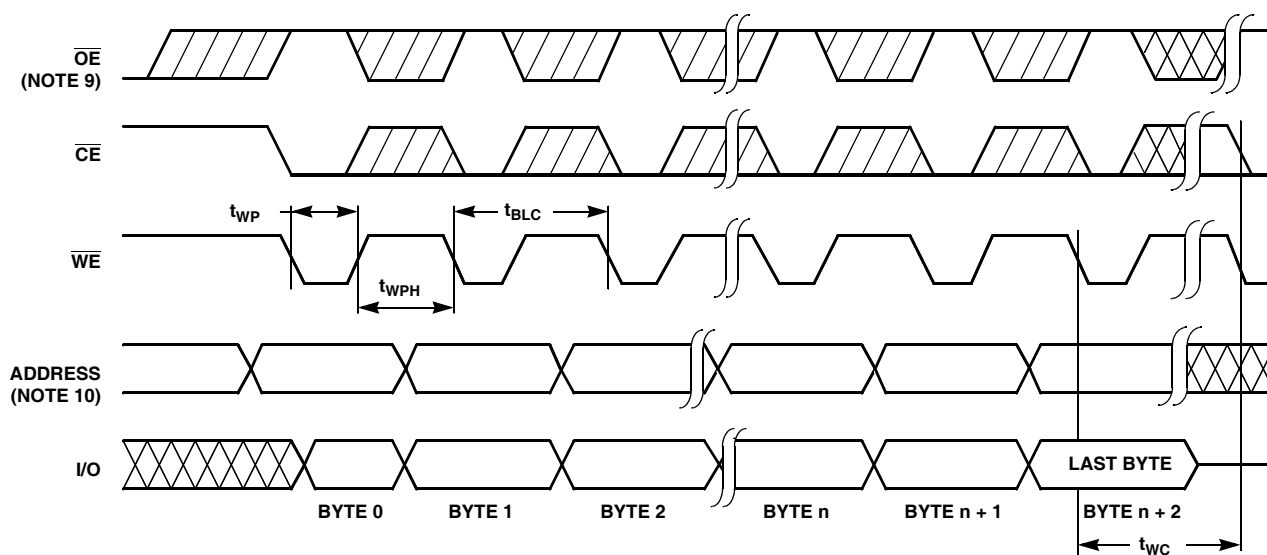 OE
(NOTE 9)
CE
tWP
tBLC
WE
tWPH
ADDRESS
(NOTE 10)
I/O
LAST BYTE
BYTE 0
BYTE 1
BYTE 2
BYTE n
BYTE n + 1
BYTE n + 2
tWC